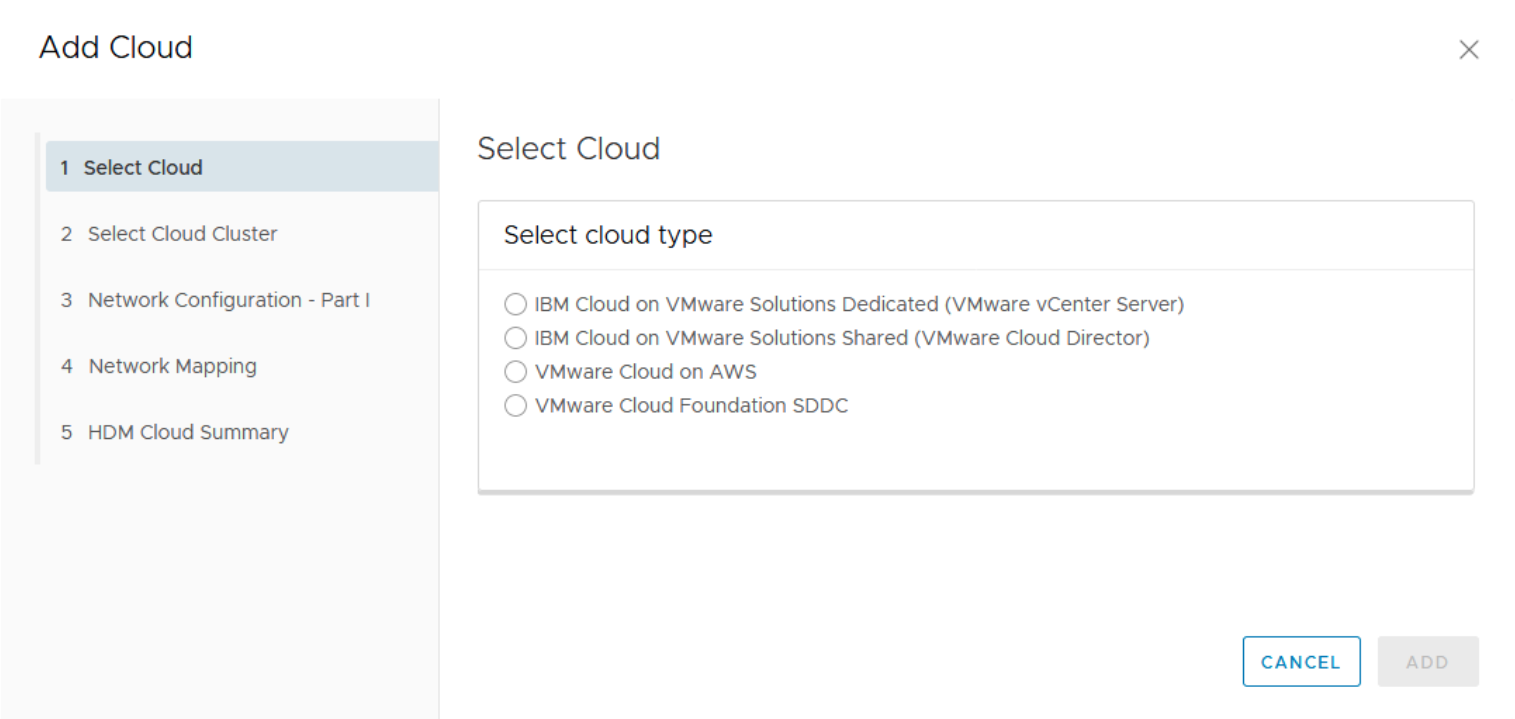 Add Cloud
1 Select Cloud
2 Select Cloud Cluster
3 Network Configuration - Part I
4 Network Mapping
5 HDM Cloud Summary
Select Cloud
Select cloud type
IBM Cloud on VMware Solutions Dedicated (VMware vCenter Server)
IBM Cloud on VMware Solutions Shared (VMware Cloud Director)
VMware Cloud on AWS
VMware Cloud Foundation SDDC
CANCEL ADD